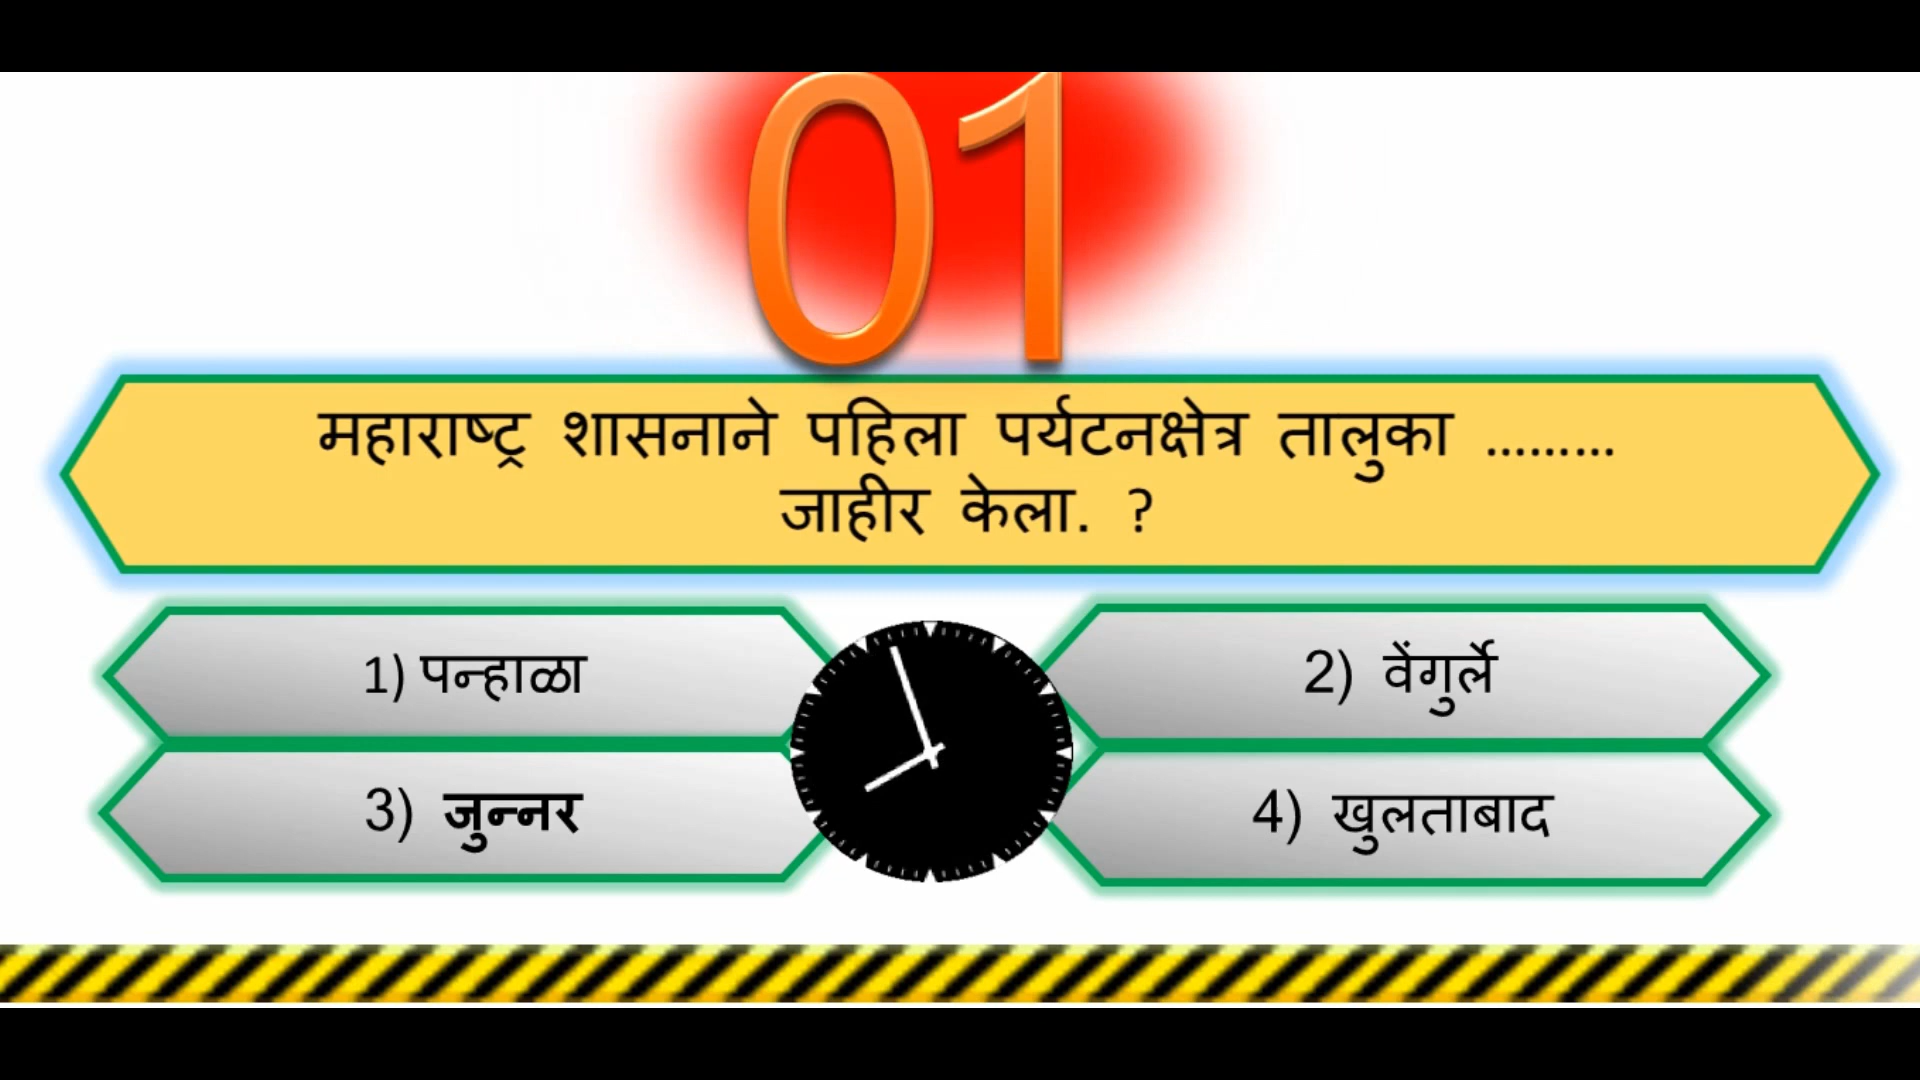 01
महाराष्ट्र शासनाने पहिला पर्यटनक्षेत्र तालुका .........
जाहीर केला. ?
1) पन्हाळा
2) वेंगुर्ले
3) जुन्नर
4) खुलताबाद